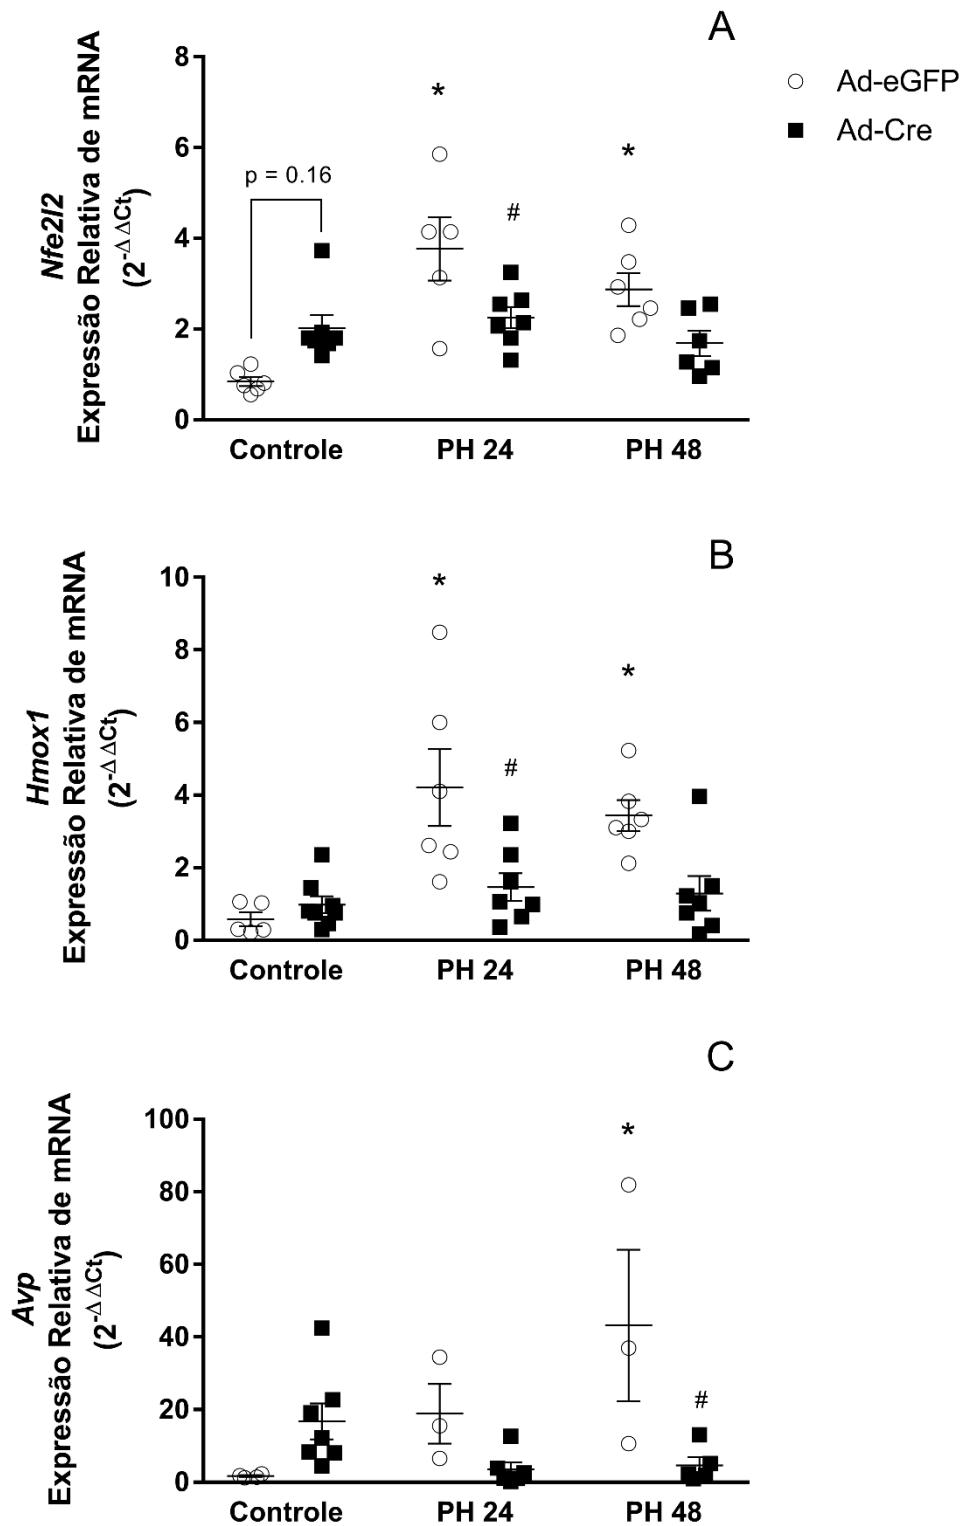 A
Ad-eGFP
Ad-Cre
Nfe2l2
Expressão Relativa de mRNA
(2-ΔΔCt)
8
6
4
2
0
p = 0.16
*
#
*
Controle
PH 24
PH 48
B
Hmox1
Expressão Relativa de mRNA
(2-ΔΔCt)
10
8
6
4
2
0
*
#
*
Controle
PH 24
PH 48
C
Avp
Expressão Relativa de mRNA
(2-ΔΔCt)
100
80
60
40
20
0
*
#
Controle
PH 24
PH 48